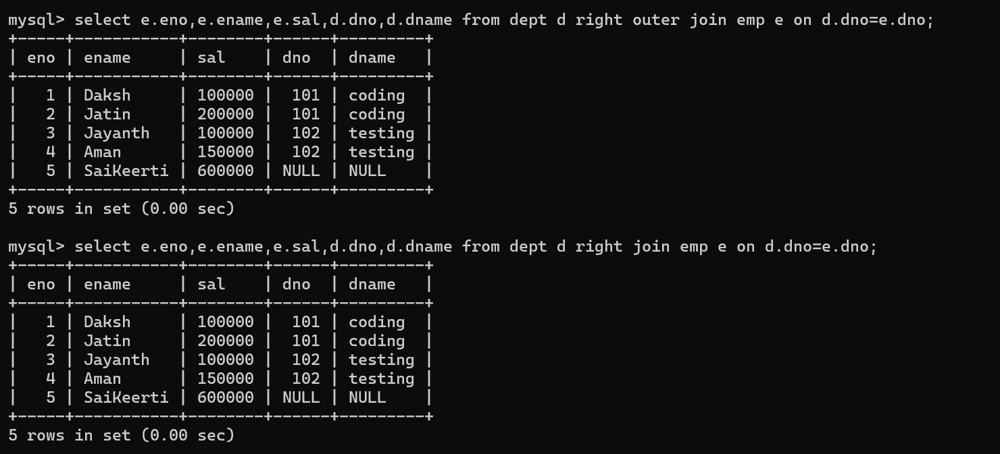 mysql> select e.eno,e.ename,e.sal,d.dno,d.dname from dept d right outer join emp e on d.dno=e.dno;
+-----+-----------+--------+------+---------+
| eno | ename     | sal    | dno  | dname   |
+-----+-----------+--------+------+---------+
|   1 | Daksh     | 100000 |  101 | coding  |
|   2 | Jatin     | 200000 |  101 | coding  |
|   3 | Jayanth   | 100000 |  102 | testing |
|   4 | Aman      | 150000 |  102 | testing |
|   5 | SaiKeerti | 600000 | NULL | NULL    |
+-----+-----------+--------+------+---------+
5 rows in set (0.00 sec)

mysql> select e.eno,e.ename,e.sal,d.dno,d.dname from dept d right join emp e on d.dno=e.dno;
+-----+-----------+--------+------+---------+
| eno | ename     | sal    | dno  | dname   |
+-----+-----------+--------+------+---------+
|   1 | Daksh     | 100000 |  101 | coding  |
|   2 | Jatin     | 200000 |  101 | coding  |
|   3 | Jayanth   | 100000 |  102 | testing |
|   4 | Aman      | 150000 |  102 | testing |
|   5 | SaiKeerti | 600000 | NULL | NULL    |
+-----+-----------+--------+------+---------+
5 rows in set (0.00 sec)